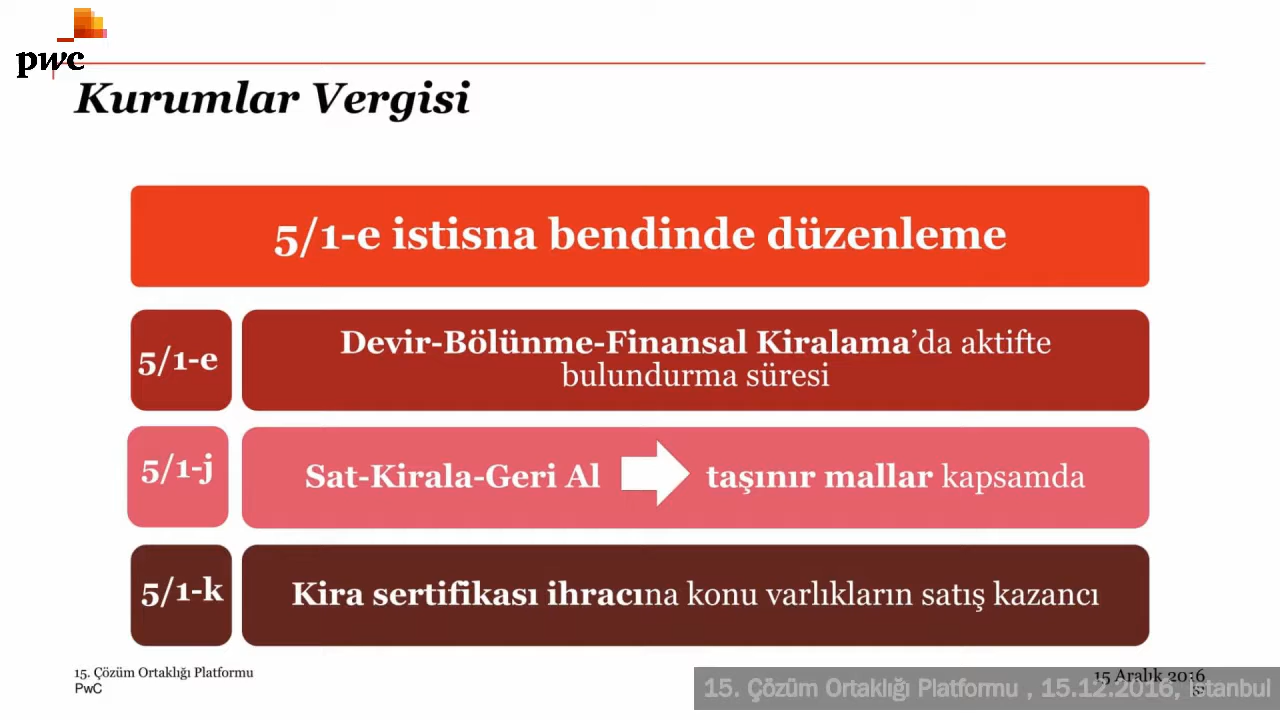 pwc
Kurumlar Vergisi
5/1-e istisna bendinde düzenleme
5/1-e
Devir-Bölünme-Finansal Kiralama'da aktifte
bulundurma süresi
5/1-j
Sat-Kirala-Geri Al taşınır mallar kapsamda
5/1-k
Kira sertifikası ihracına konu varlıkların satış kazancı
15. Çözüm Ortaklığı Platformu
PwC
15 Aralık 2016
15. Çözüm Ortaklığı Platformu , 15.12.2016, İstanbul